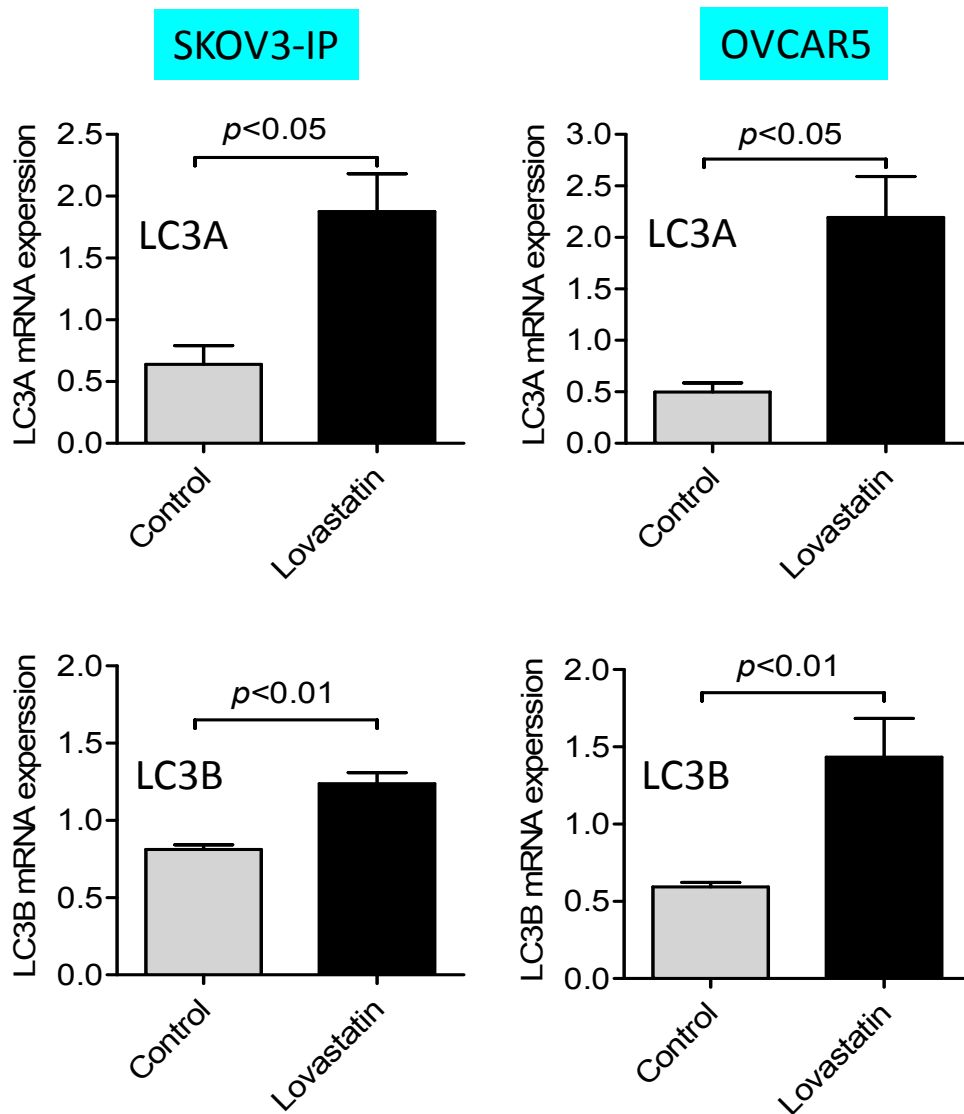 SKOV3-IP
OVCAR5
LC3A mRNA experssion
2.5
2.0
1.5
1.0
0.5
0.0
p<0.05
LC3A
Control
Lovastatin
LC3A mRNA experssion
3.0
2.5
2.0
1.5
1.0
0.5
0.0
p<0.05
LC3A
Control
Lovastatin
LC3B mRNA experssion
2.0
1.5
1.0
0.5
0.0
p<0.01
LC3B
Control
Lovastatin
LC3B mRNA experssion
2.0
1.5
1.0
0.5
0.0
p<0.01
LC3B
Control
Lovastatin